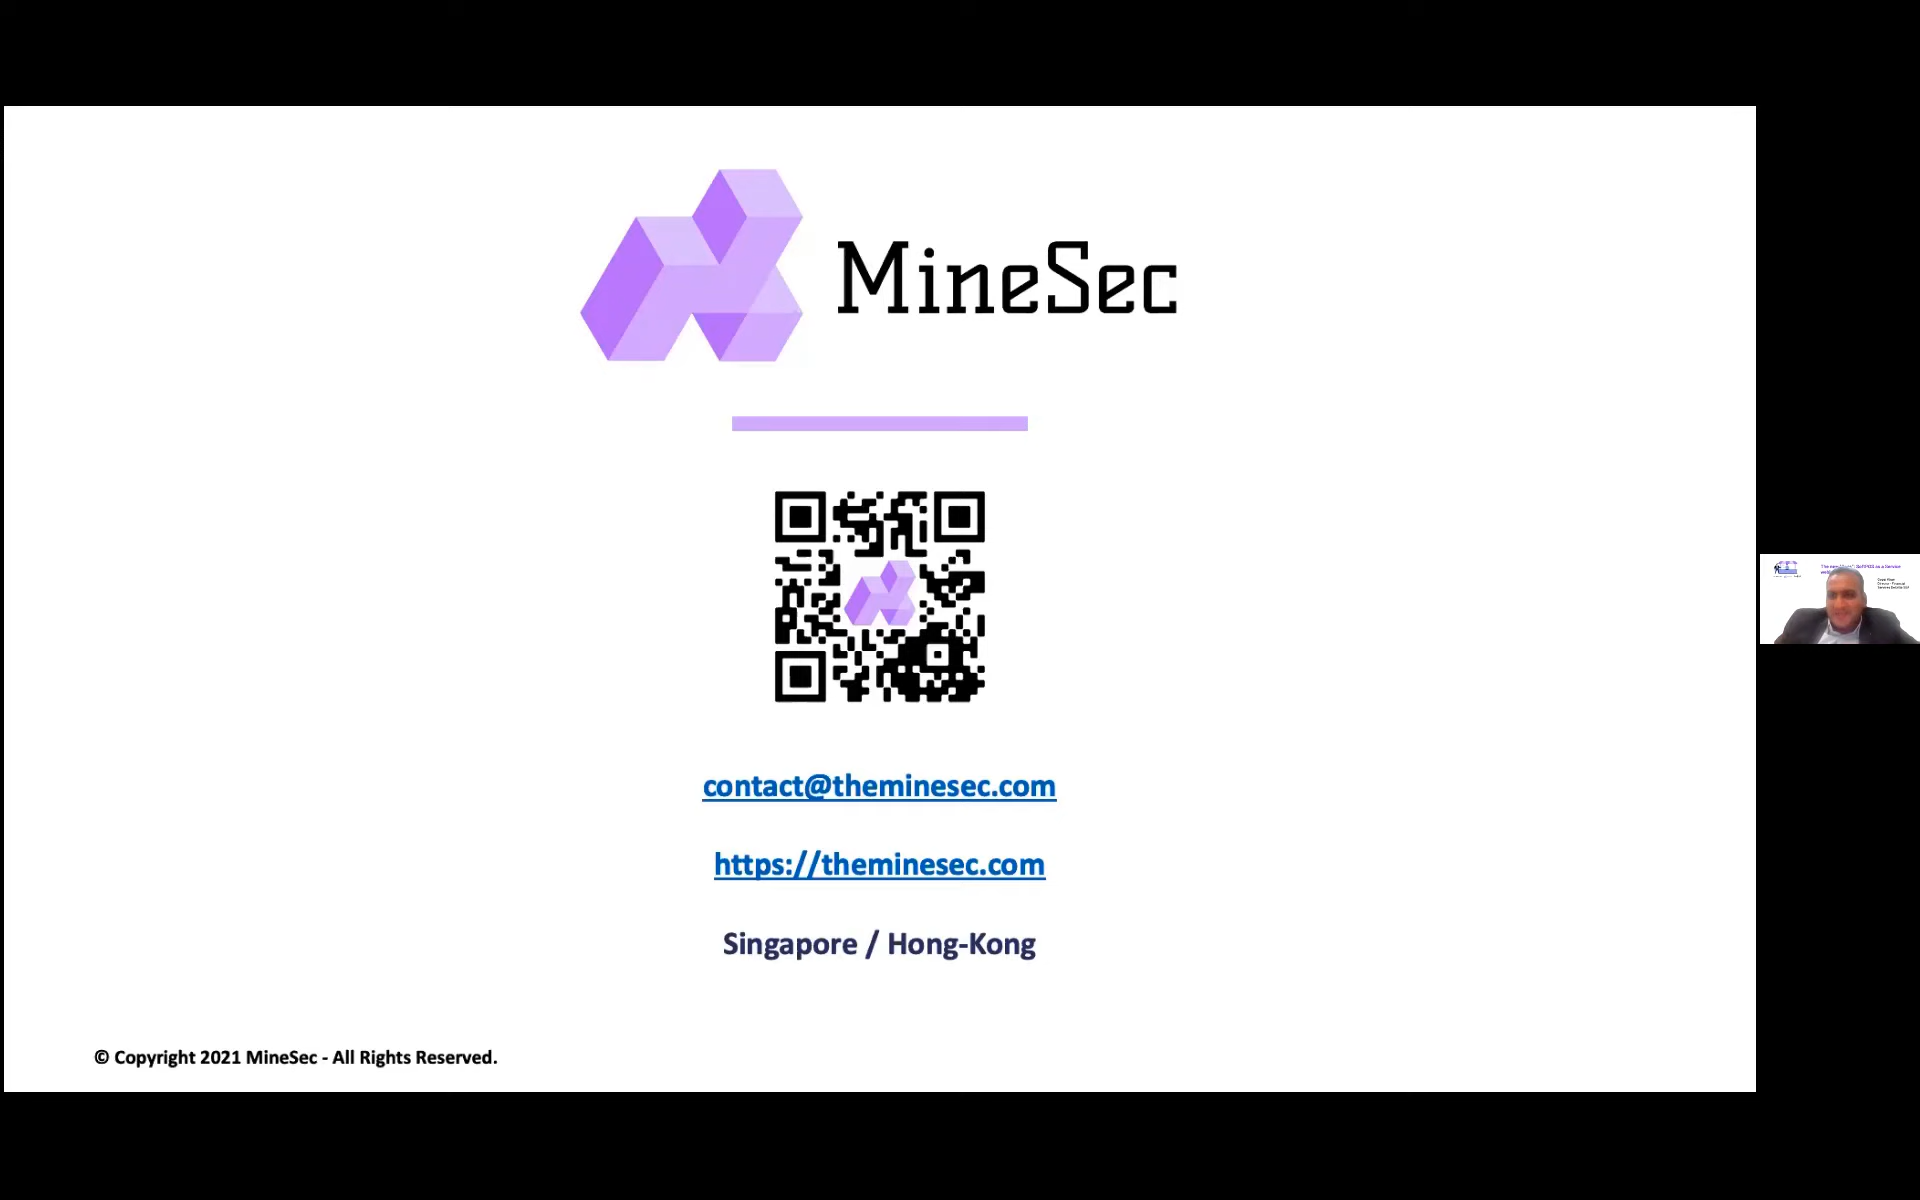 MineSec
contact@theminesec.com
https://theminesec.com
Singapore / Hong-Kong
© Copyright 2021 MineSec - All Rights Reserved.